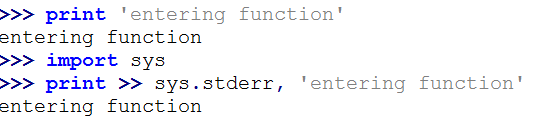 >>> print 'entering function'
entering function
>>> import sys
>>> print >> sys.stderr, 'entering function'
entering function